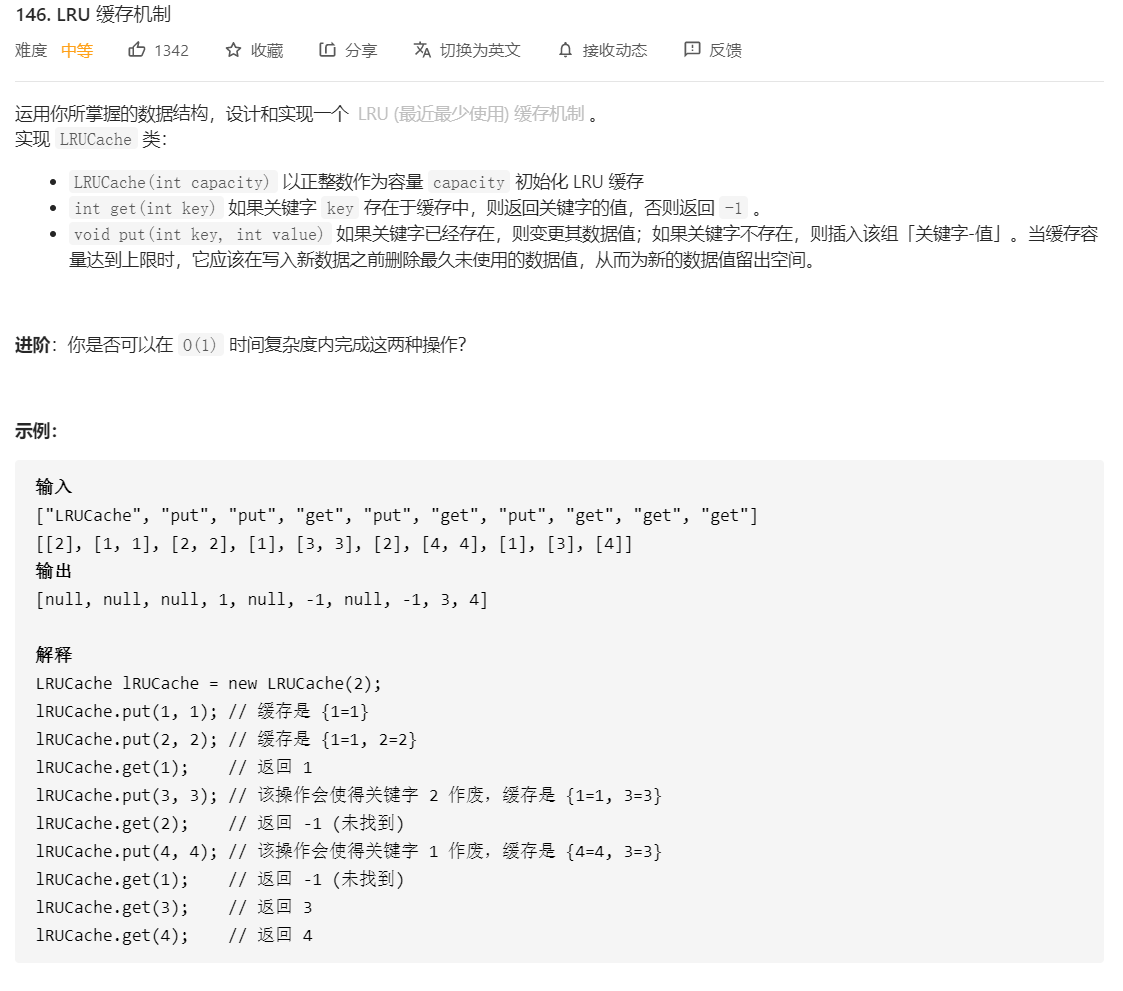 146. LRU 缓存机制
难度 中等 1342 收藏 分享 切换为英文 接收动态 反馈
运用你所掌握的数据结构，设计和实现一个 LRU (最近最少使用) 缓存机制 。
实现 LRUCache 类：
LRUCache(int capacity) 以正整数作为容量 capacity 初始化 LRU 缓存
int get(int key) 如果关键字 key 存在于缓存中，则返回关键字的值，否则返回 -1 。
void put(int key, int value) 如果关键字已经存在，则变更其数据值；如果关键字不存在，则插入该组「关键字-值」。当缓存容
量达到上限时，它应该在写入新数据之前删除最久未使用的数据值，从而为新的数据值留出空间。
进阶：你是否可以在 O(1) 时间复杂度内完成这两种操作？
示例：
输入
["LRUCache", "put", "put", "get", "put", "get", "put", "get", "get", "get"]
[[2], [1, 1], [2, 2], [1], [3, 3], [2], [4, 4], [1], [3], [4]]
输出
[null, null, null, 1, null, -1, null, -1, 3, 4]
解释
LRUCache lRUCache = new LRUCache(2);
lRUCache.put(1, 1); // 缓存是 {1=1}
lRUCache.put(2, 2); // 缓存是 {1=1, 2=2}
lRUCache.get(1);    // 返回 1
lRUCache.put(3, 3); // 该操作会使得关键字 2 作废，缓存是 {1=1, 3=3}
lRUCache.get(2);    // 返回 -1 (未找到)
lRUCache.put(4, 4); // 该操作会使得关键字 1 作废，缓存是 {4=4, 3=3}
lRUCache.get(1);    // 返回 -1 (未找到)
lRUCache.get(3);    // 返回 3
lRUCache.get(4);    // 返回 4